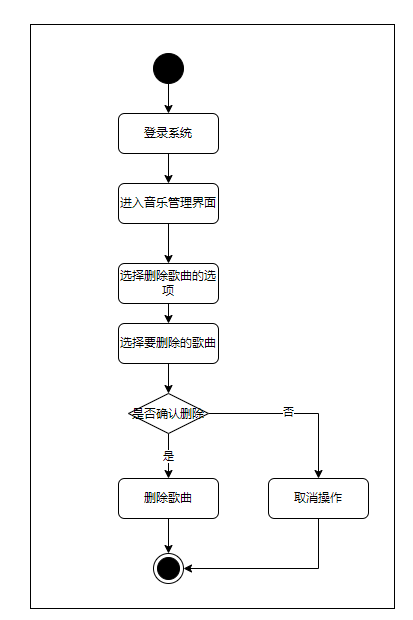 登录系统
进入音乐管理界面
选择删除歌曲的选
项
选择要删除的歌曲
是否确认删除
否
是
删除歌曲
取消操作